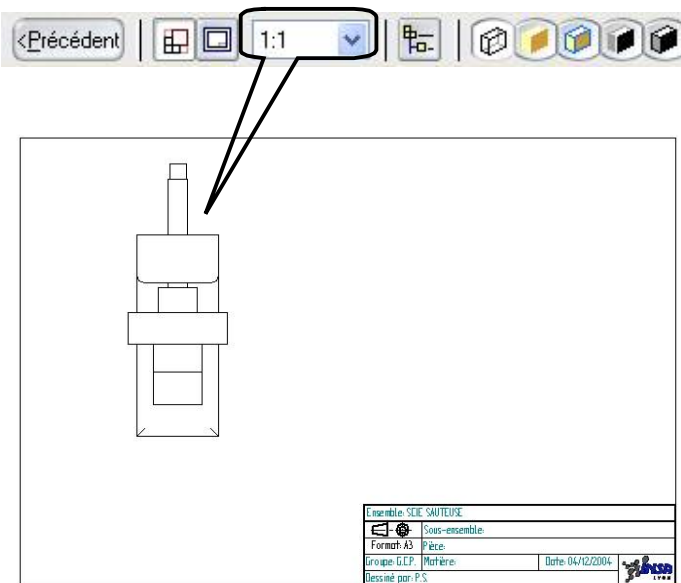 <Précédent
1:1
Ensemble: SCIE SAUTEUSE
Sous-ensemble:
Format: A3 Pièce:
Groupe: G.C.P. Matière: Date: 04/12/2004
INSA
LYON
Dessiné par: P.S.